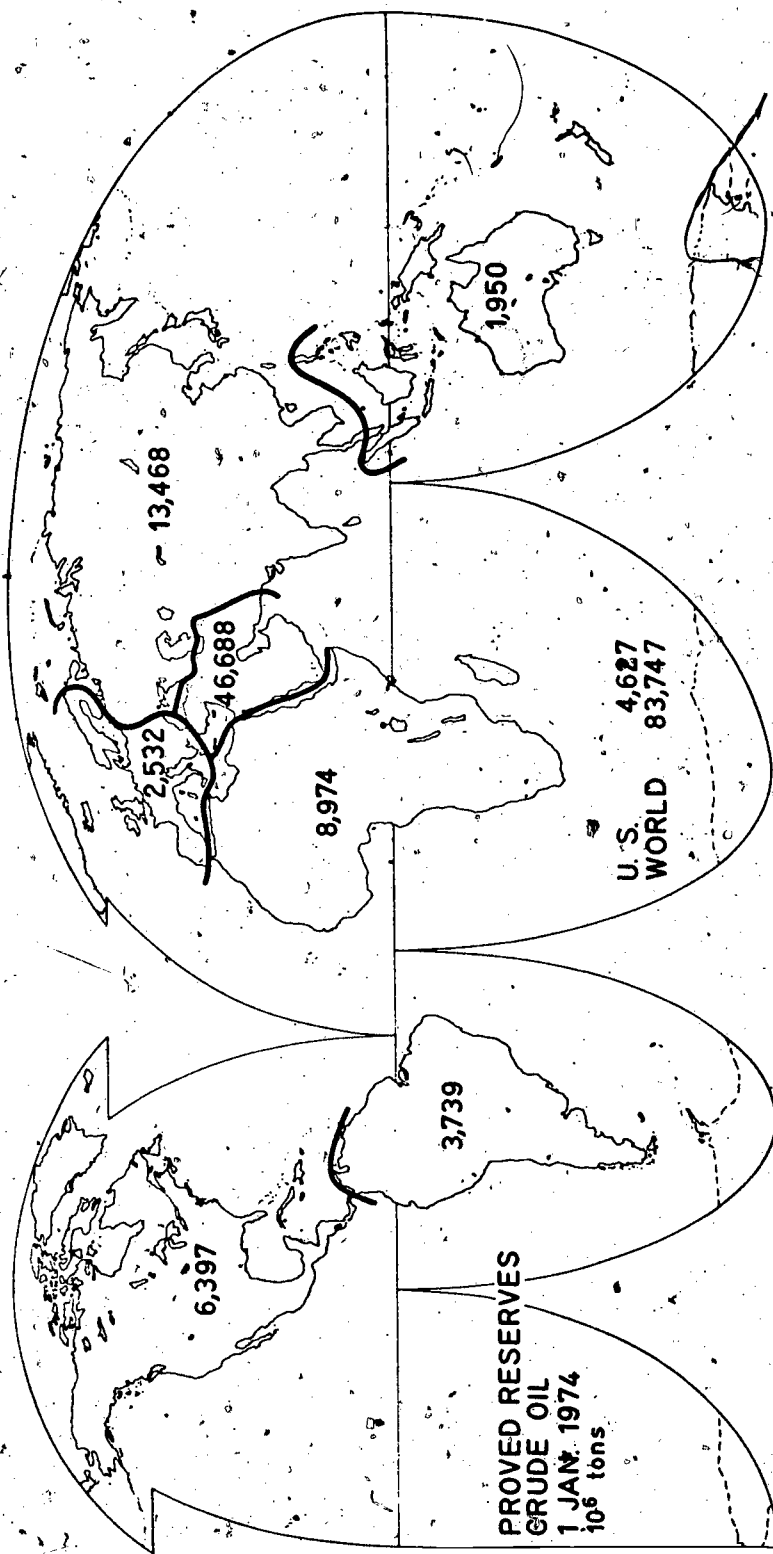 6,397
3,739
2,532
13,468
46,688
8,974
1,950
PROVED RESERVES
CRUDE OIL
1 JAN. 1974
10⁶ tons
U. S. 4,627
WORLD 83,747